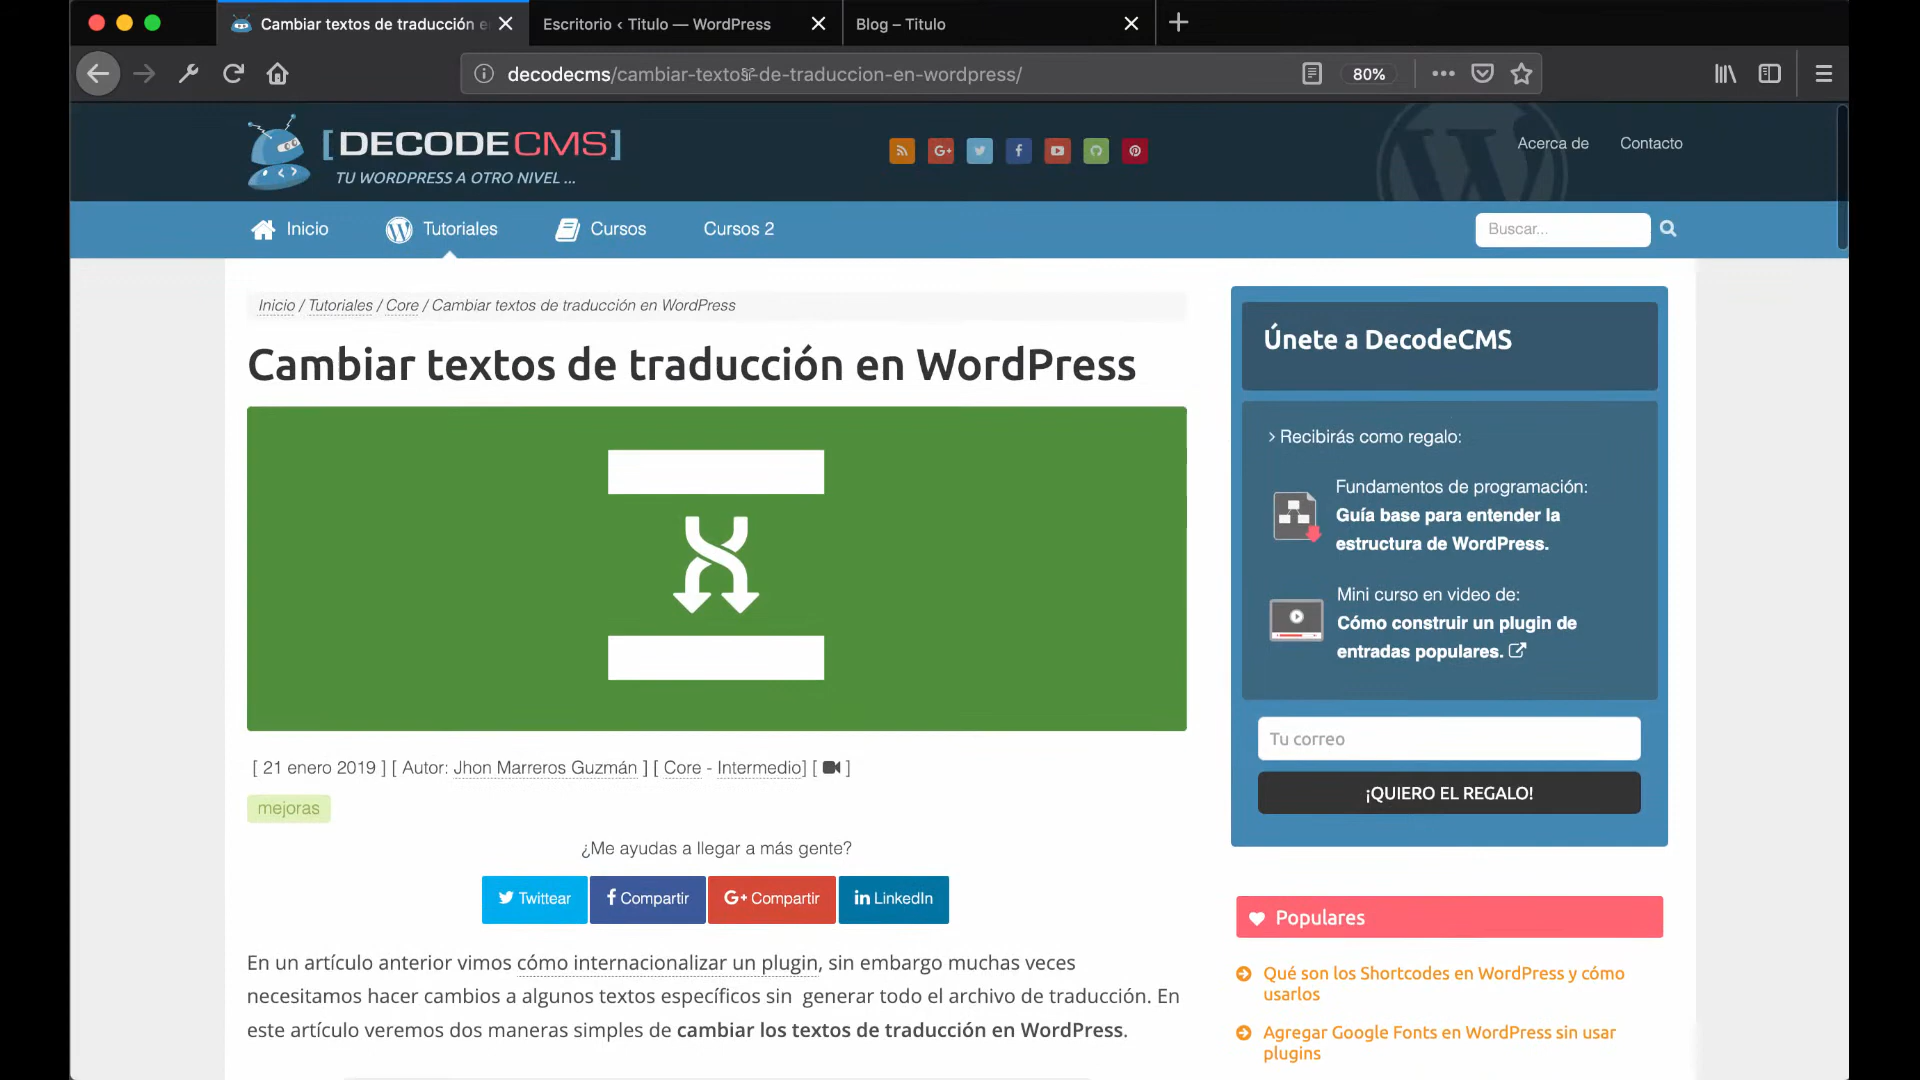 Cambiar textos de traducción e
Escritorio ‹ Titulo — WordPress
Blog – Titulo
decodecms/cambiar-textos-de-traduccion-en-wordpress/
80%
[DECODECMS]
TU WORDPRESS A OTRO NIVEL ...
Acerca de
Contacto
Inicio
Tutoriales
Cursos
Cursos 2
Buscar...
Inicio / Tutoriales / Core / Cambiar textos de traducción en WordPress
Cambiar textos de traducción en WordPress
[ 21 enero 2019 ] [ Autor: Jhon Marreros Guzmán ] [ Core - Intermedio] [ ]
mejoras
¿Me ayudas a llegar a más gente?
Twittear
Compartir
G+ Compartir
LinkedIn
En un artículo anterior vimos cómo internacionalizar un plugin, sin embargo muchas veces
necesitamos hacer cambios a algunos textos específicos sin generar todo el archivo de traducción. En
este artículo veremos dos maneras simples de cambiar los textos de traducción en WordPress.
Únete a DecodeCMS
> Recibirás como regalo:
Fundamentos de programación:
Guía base para entender la
estructura de WordPress.
Mini curso en video de:
Cómo construir un plugin de
entradas populares.
Tu correo
¡QUIERO EL REGALO!
Populares
Qué son los Shortcodes en WordPress y cómo
usarlos
Agregar Google Fonts en WordPress sin usar
plugins